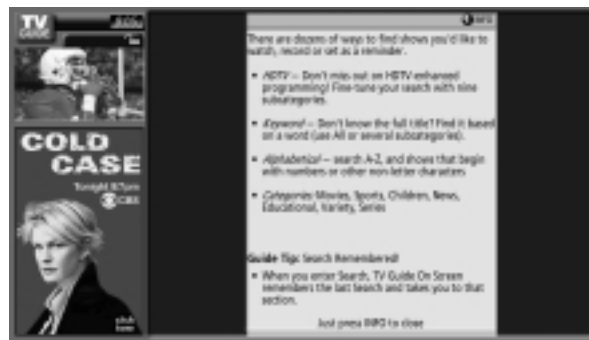 TV
GUIDE
INFO
There are dozens of ways to find shows you'd like to
watch, record or set as a reminder.
• HDTV – Don't miss out on HDTV enhanced
programming! Fine-tune your search with nine
subcategories.
• Keyword – Don't know the full title? Find it based
on a word (use All or several subcategories).
• Alphabetical – search A-Z, and shows that begin
with numbers or other non-letter characters
• Categories: Movies, Sports, Children, News,
Educational, Variety, Series
COLD
CASE
Tonight 8/7pm
CBS
Guide Tip: Search Remembered!
• When you enter Search, TV Guide On Screen
remembers the last Search and takes you to that
section.
Just press INFO to close